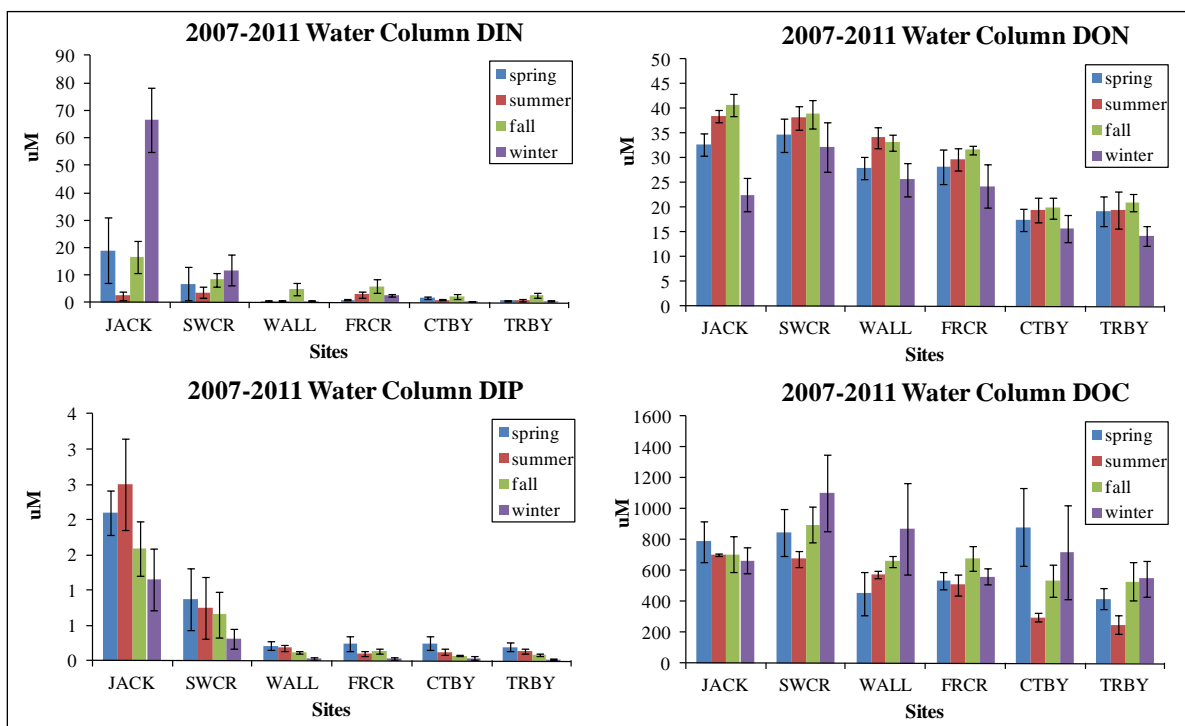 2007-2011 Water Column DIN
90
80
70
60
50
40
30
20
10
0
uM
spring
summer
fall
winter
JACK SWCR WALL FRCR CTBY TRBY
Sites
2007-2011 Water Column DON
50
45
40
35
30
25
20
15
10
5
0
uM
spring
summer
fall
winter
JACK SWCR WALL FRCR CTBY TRBY
Sites
2007-2011 Water Column DIP
4
3
3
2
2
1
1
0
uM
spring
summer
fall
winter
JACK SWCR WALL FRCR CTBY TRBY
Sites
2007-2011 Water Column DOC
1600
1400
1200
1000
800
600
400
200
0
uM
spring
summer
fall
winter
JACK SWCR WALL FRCR CTBY TRBY
Sites